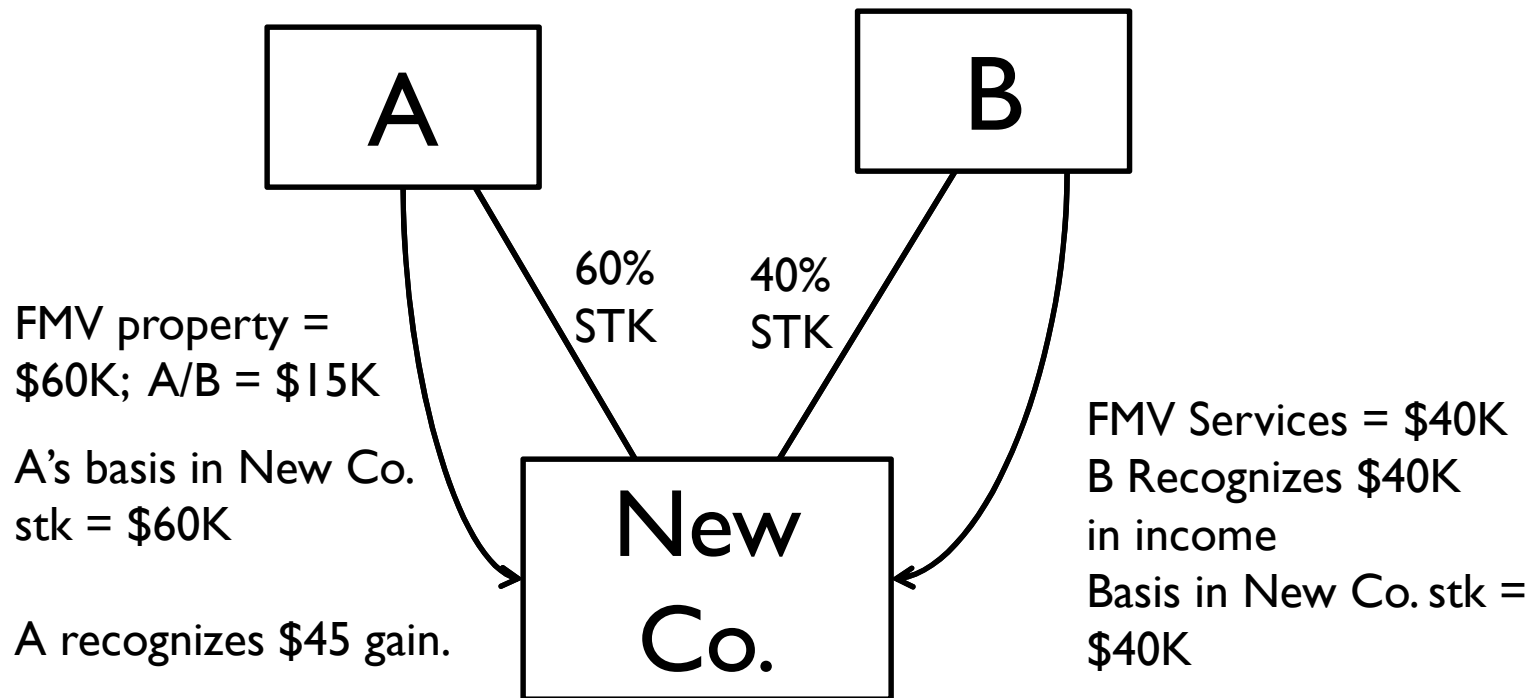 A
B
60%
STK
40%
STK
FMV property =
$60K; A/B = $15K
A's basis in New Co.
stk = $60K
A recognizes $45 gain.
FMV Services = $40K
B Recognizes $40K
in income
Basis in New Co. stk =
$40K
New
Co.